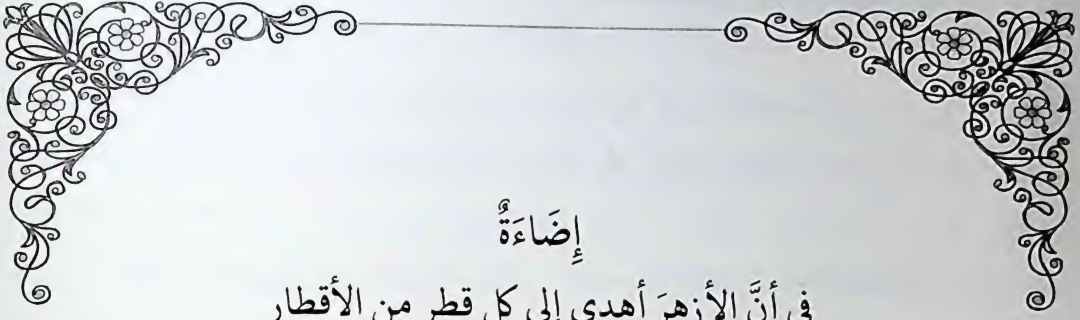 إِضَاءَةٌ
في أنَّ الأزهرَ أهدى إلى كل قطر من الأقطار